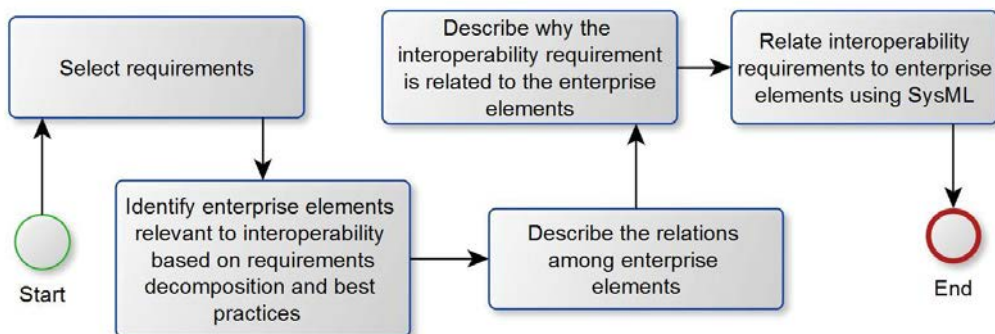 Start
Select requirements
Identify enterprise elements
relevant to interoperability
based on requirements
decomposition and best
practices
Describe the relations
among enterprise
elements
Describe why the
interoperability requirement
is related to the enterprise
elements
Relate interoperability
requirements to enterprise
elements using SysML
End